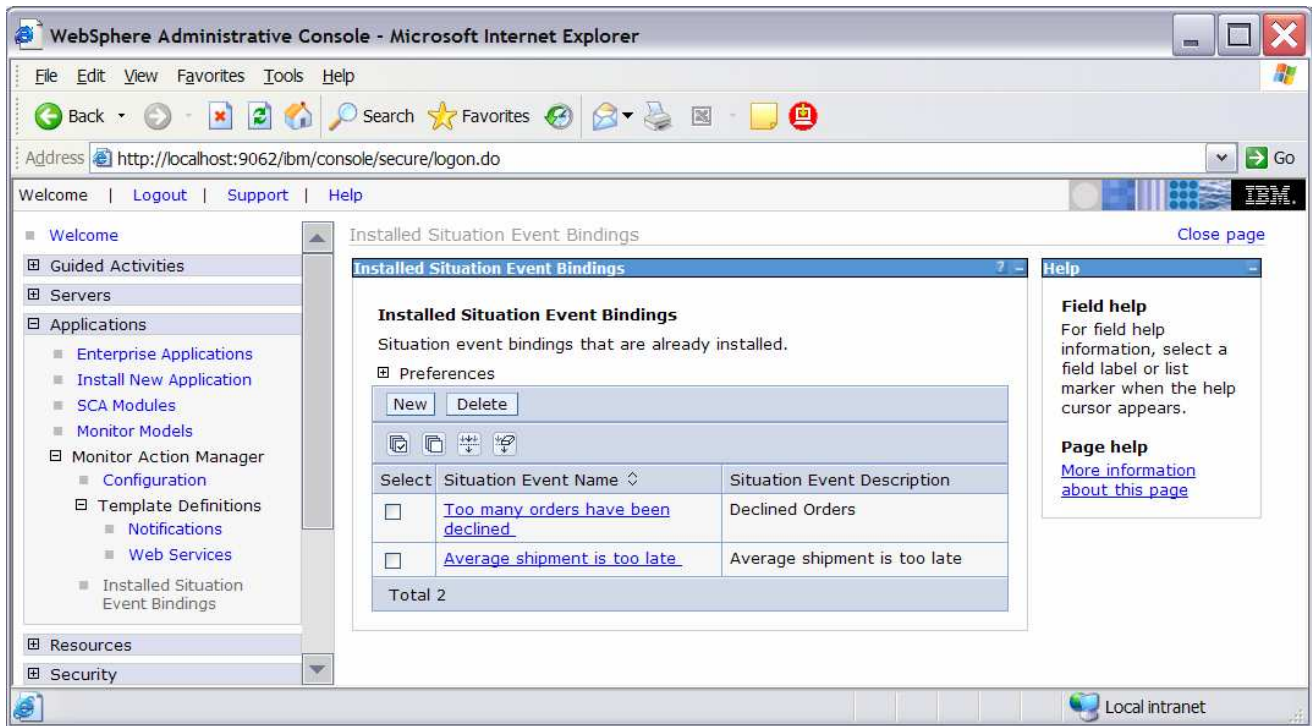 WebSphere Administrative Console - Microsoft Internet Explorer
File Edit View Favorites Tools Help
Back Search Favorites
Address http://localhost:9062/ibm/console/secure/logon.do Go
Welcome | Logout | Support | Help
IBM.
Welcome
Guided Activities
Servers
Applications
Enterprise Applications
Install New Application
SCA Modules
Monitor Models
Monitor Action Manager
Configuration
Template Definitions
Notifications
Web Services
Installed Situation
Event Bindings
Resources
Security
Installed Situation Event Bindings
Close page
Installed Situation Event Bindings ? -
Installed Situation Event Bindings
Situation event bindings that are already installed.
Preferences
New Delete
Select Situation Event Name Situation Event Description
Too many orders have been
declined
Declined Orders
Average shipment is too late
Average shipment is too late
Total 2
Help -
Field help
For field help
information, select a
field label or list
marker when the help
cursor appears.
Page help
More information
about this page
Local intranet